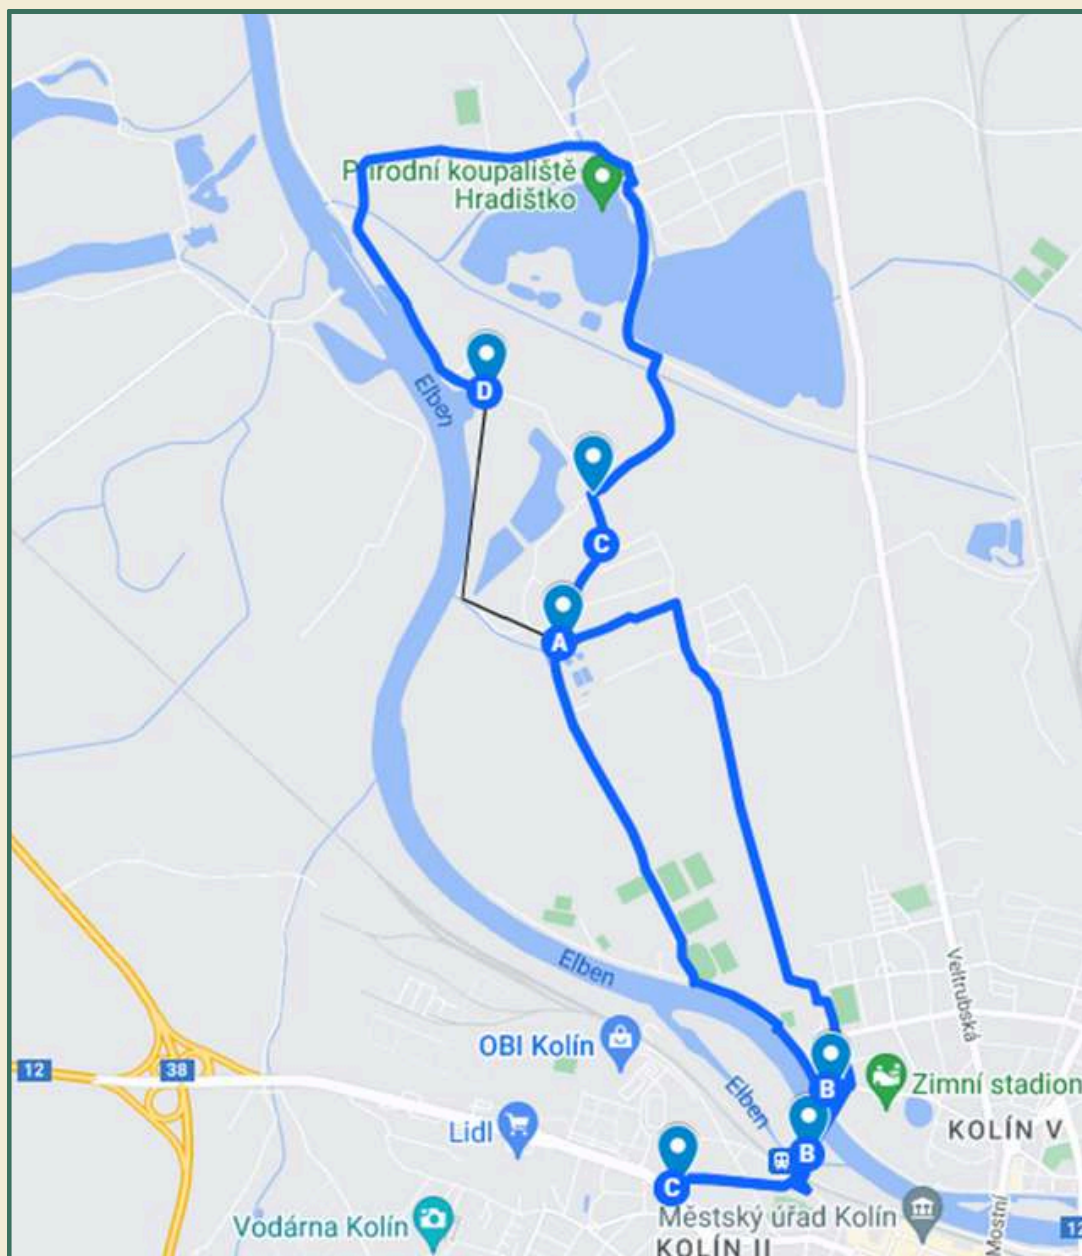 Přírodní koupaliště
Hradištko
Elben
D
C
A
Elben
Veltrubská
OBI Kolín
12
38
Zimní stadion
B
Elben
KOLÍN V
Lidl
B
C
Městský úřad Kolín
Vodárna Kolín
KOLÍN II
Mostní
12